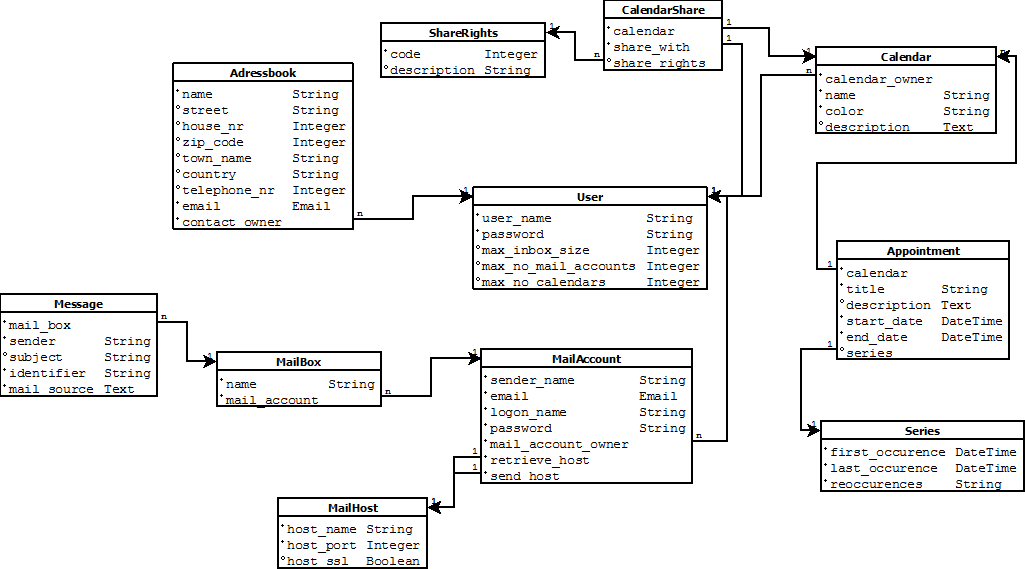 CalendarShare
*calendar
*share_with
°share_rights
1
1
n
ShareRights
*code Integer
°description String
1
Calendar
*calendar_owner
*name String
*color String
°description Text
1
n
n
Adressbook
*name String
°street String
°house_nr Integer
°zip_code Integer
°town_name String
°country String
*telephone_nr Integer
*email Email
*contact_owner
n
User
*user_name String
*password String
°max_inbox_size Integer
°max_no_mail_accounts Integer
°max_no_calendars Integer
1
1
Appointment
*calendar
*title String
°description Text
*start_date DateTime
*end_date DateTime
°series
1
1
Message
*mail_box
*sender String
°subject String
*identifier String
*mail_source Text
n
MailBox
*name String
*mail_account
1
n
MailAccount
*sender_name String
*email Email
*logon_name String
*password String
*mail_account_owner
*retrieve_host
*send_host
1
n
1
1
Series
*first_occurence DateTime
*last_occurence DateTime
*reoccurences String
1
MailHost
*host_name String
*host_port Integer
°host_ssl Boolean
1